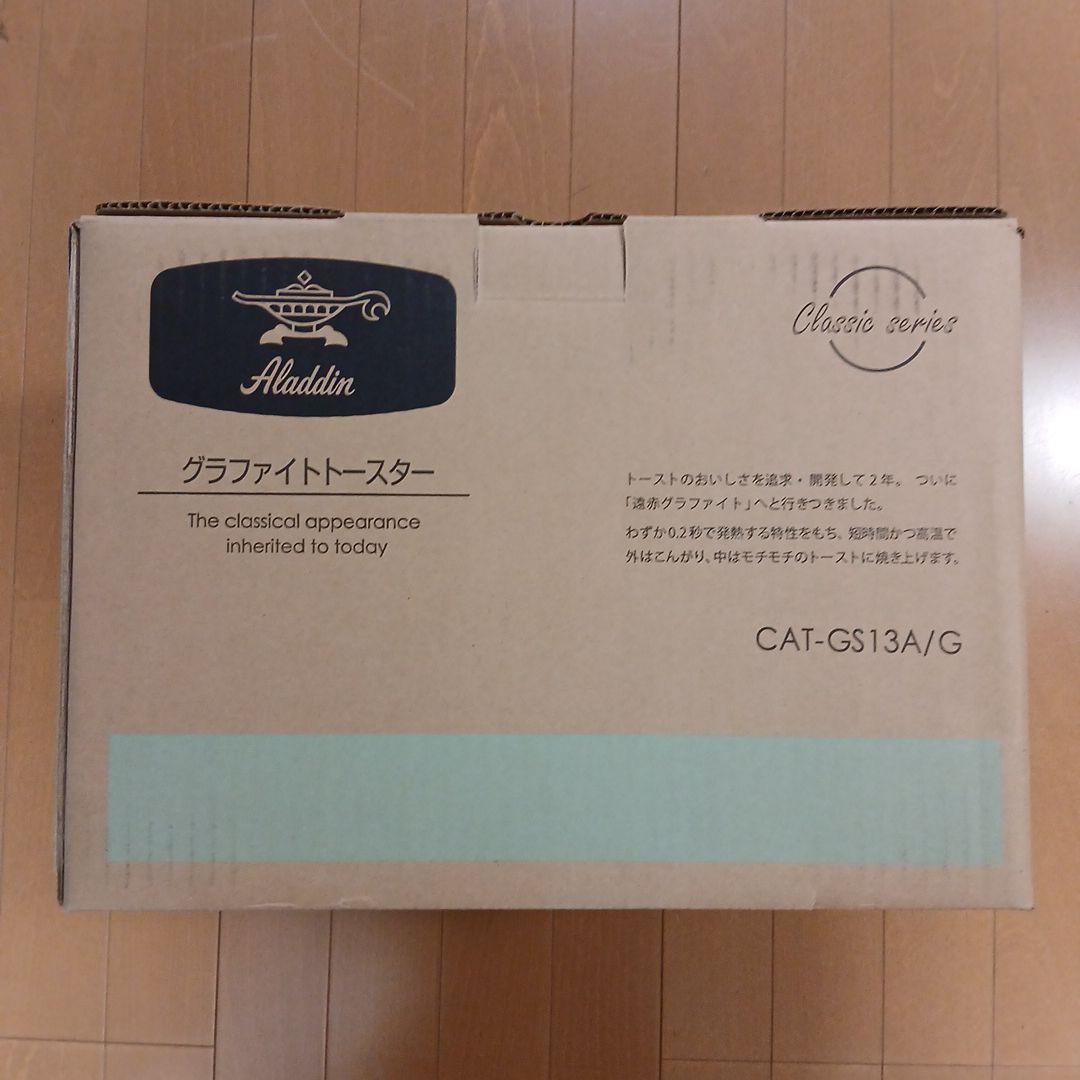 Aladdin
グラファイトトースター
The classical appearance
inherited to today
Classic series
トーストのおいしさを追求・開発して2年。 ついに
「遠赤グラファイト」へと行きつきました。
わずか0.2秒で発熱する特性をもち、短時間かつ高温で
外はこんがり、中はモチモチのトーストに焼き上げます。
CAT-GS13A/G